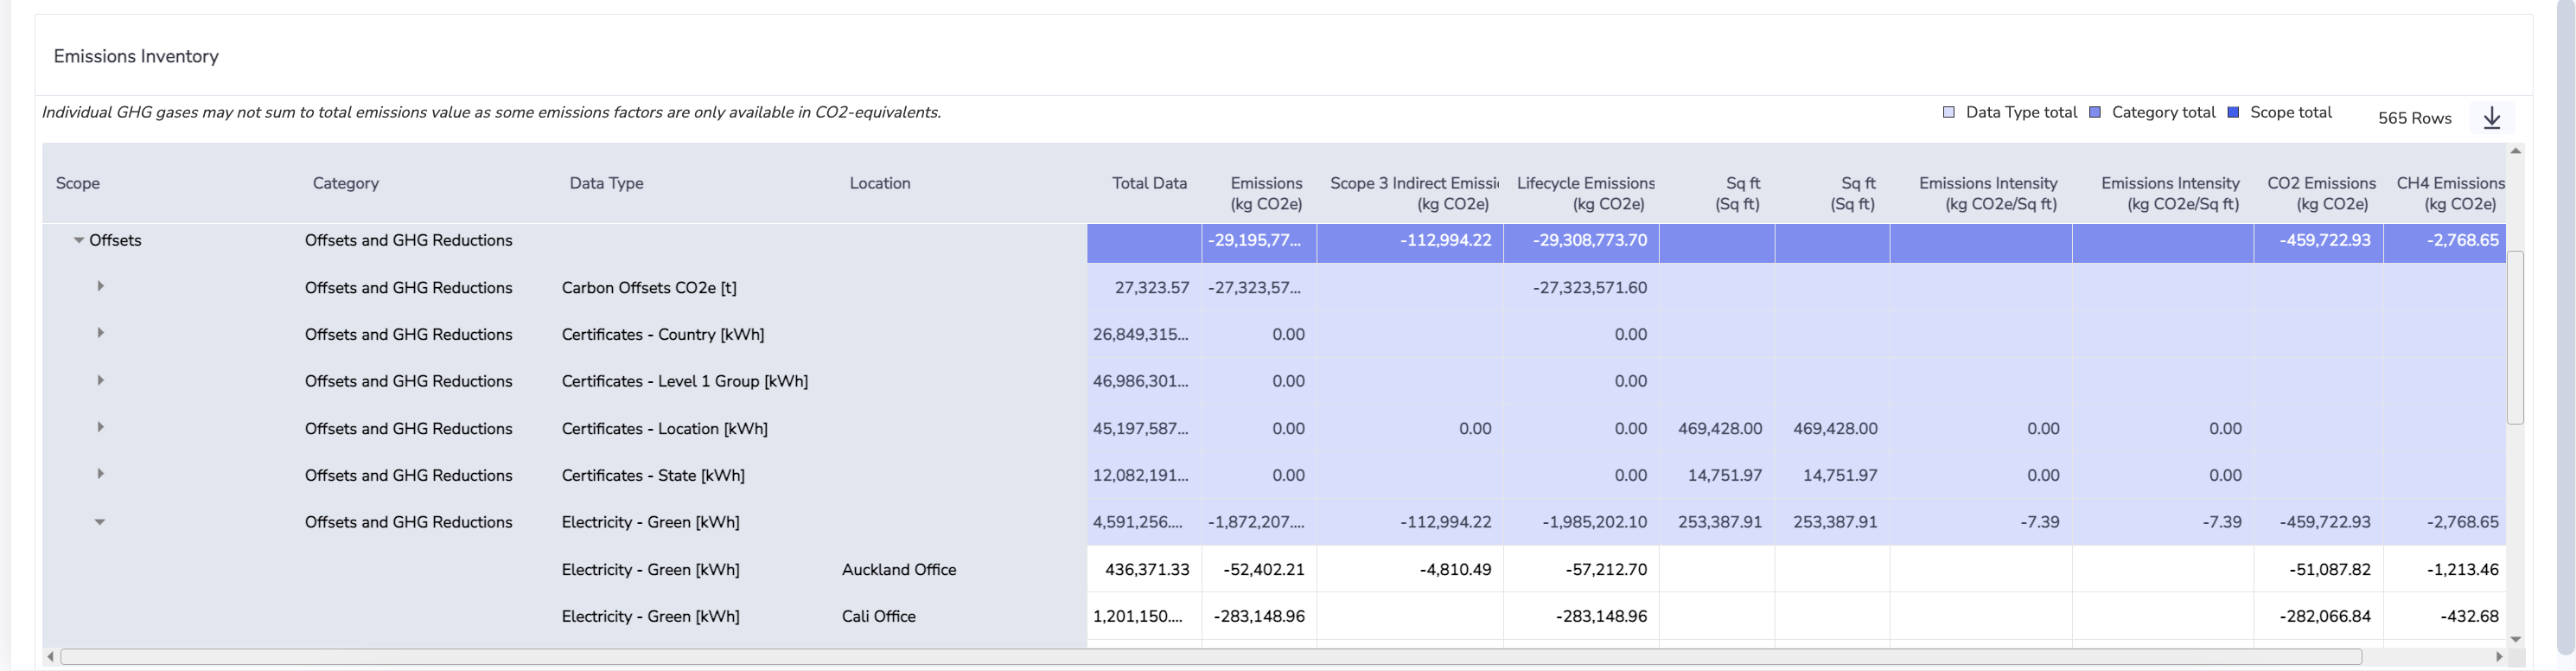 Emissions Inventory
Individual GHG gases may not sum to total emissions value as some emissions factors are only available in CO2-equivalents.
Data Type total Category total Scope total 565 Rows
Scope Category Data Type Location Total Data Emissions Scope 3 Indirect Emissi Lifecycle Emissions Sq ft Sq ft Emissions Intensity Emissions Intensity CO2 Emissions CH4 Emissions
(kg CO2e) (kg CO2e) (kg CO2e) (Sq ft) (Sq ft) (kg CO2e/Sq ft) (kg CO2e/Sq ft) (kg CO2e) (kg CO2e)
Offsets Offsets and GHG Reductions -29,195,77... -112,994.22 -29,308,773.70 -459,722.93 -2,768.65
Offsets and GHG Reductions Carbon Offsets CO2e [t] 27,323.57 -27,323,57... -27,323,571.60
Offsets and GHG Reductions Certificates - Country [kWh] 26,849,315... 0.00 0.00
Offsets and GHG Reductions Certificates - Level 1 Group [kWh] 46,986,301... 0.00 0.00
Offsets and GHG Reductions Certificates - Location [kWh] 45,197,587... 0.00 0.00 0.00 469,428.00 469,428.00 0.00 0.00
Offsets and GHG Reductions Certificates - State [kWh] 12,082,191... 0.00 0.00 14,751.97 14,751.97 0.00 0.00
Offsets and GHG Reductions Electricity - Green [kWh] 4,591,256.... -1,872,207.... -112,994.22 -1,985,202.10 253,387.91 253,387.91 -7.39 -7.39 -459,722.93 -2,768.65
Electricity - Green [kWh] Auckland Office 436,371.33 -52,402.21 -4,810.49 -57,212.70 -51,087.82 -1,213.46
Electricity - Green [kWh] Cali Office 1,201,150.... -283,148.96 -283,148.96 -282,066.84 -432.68